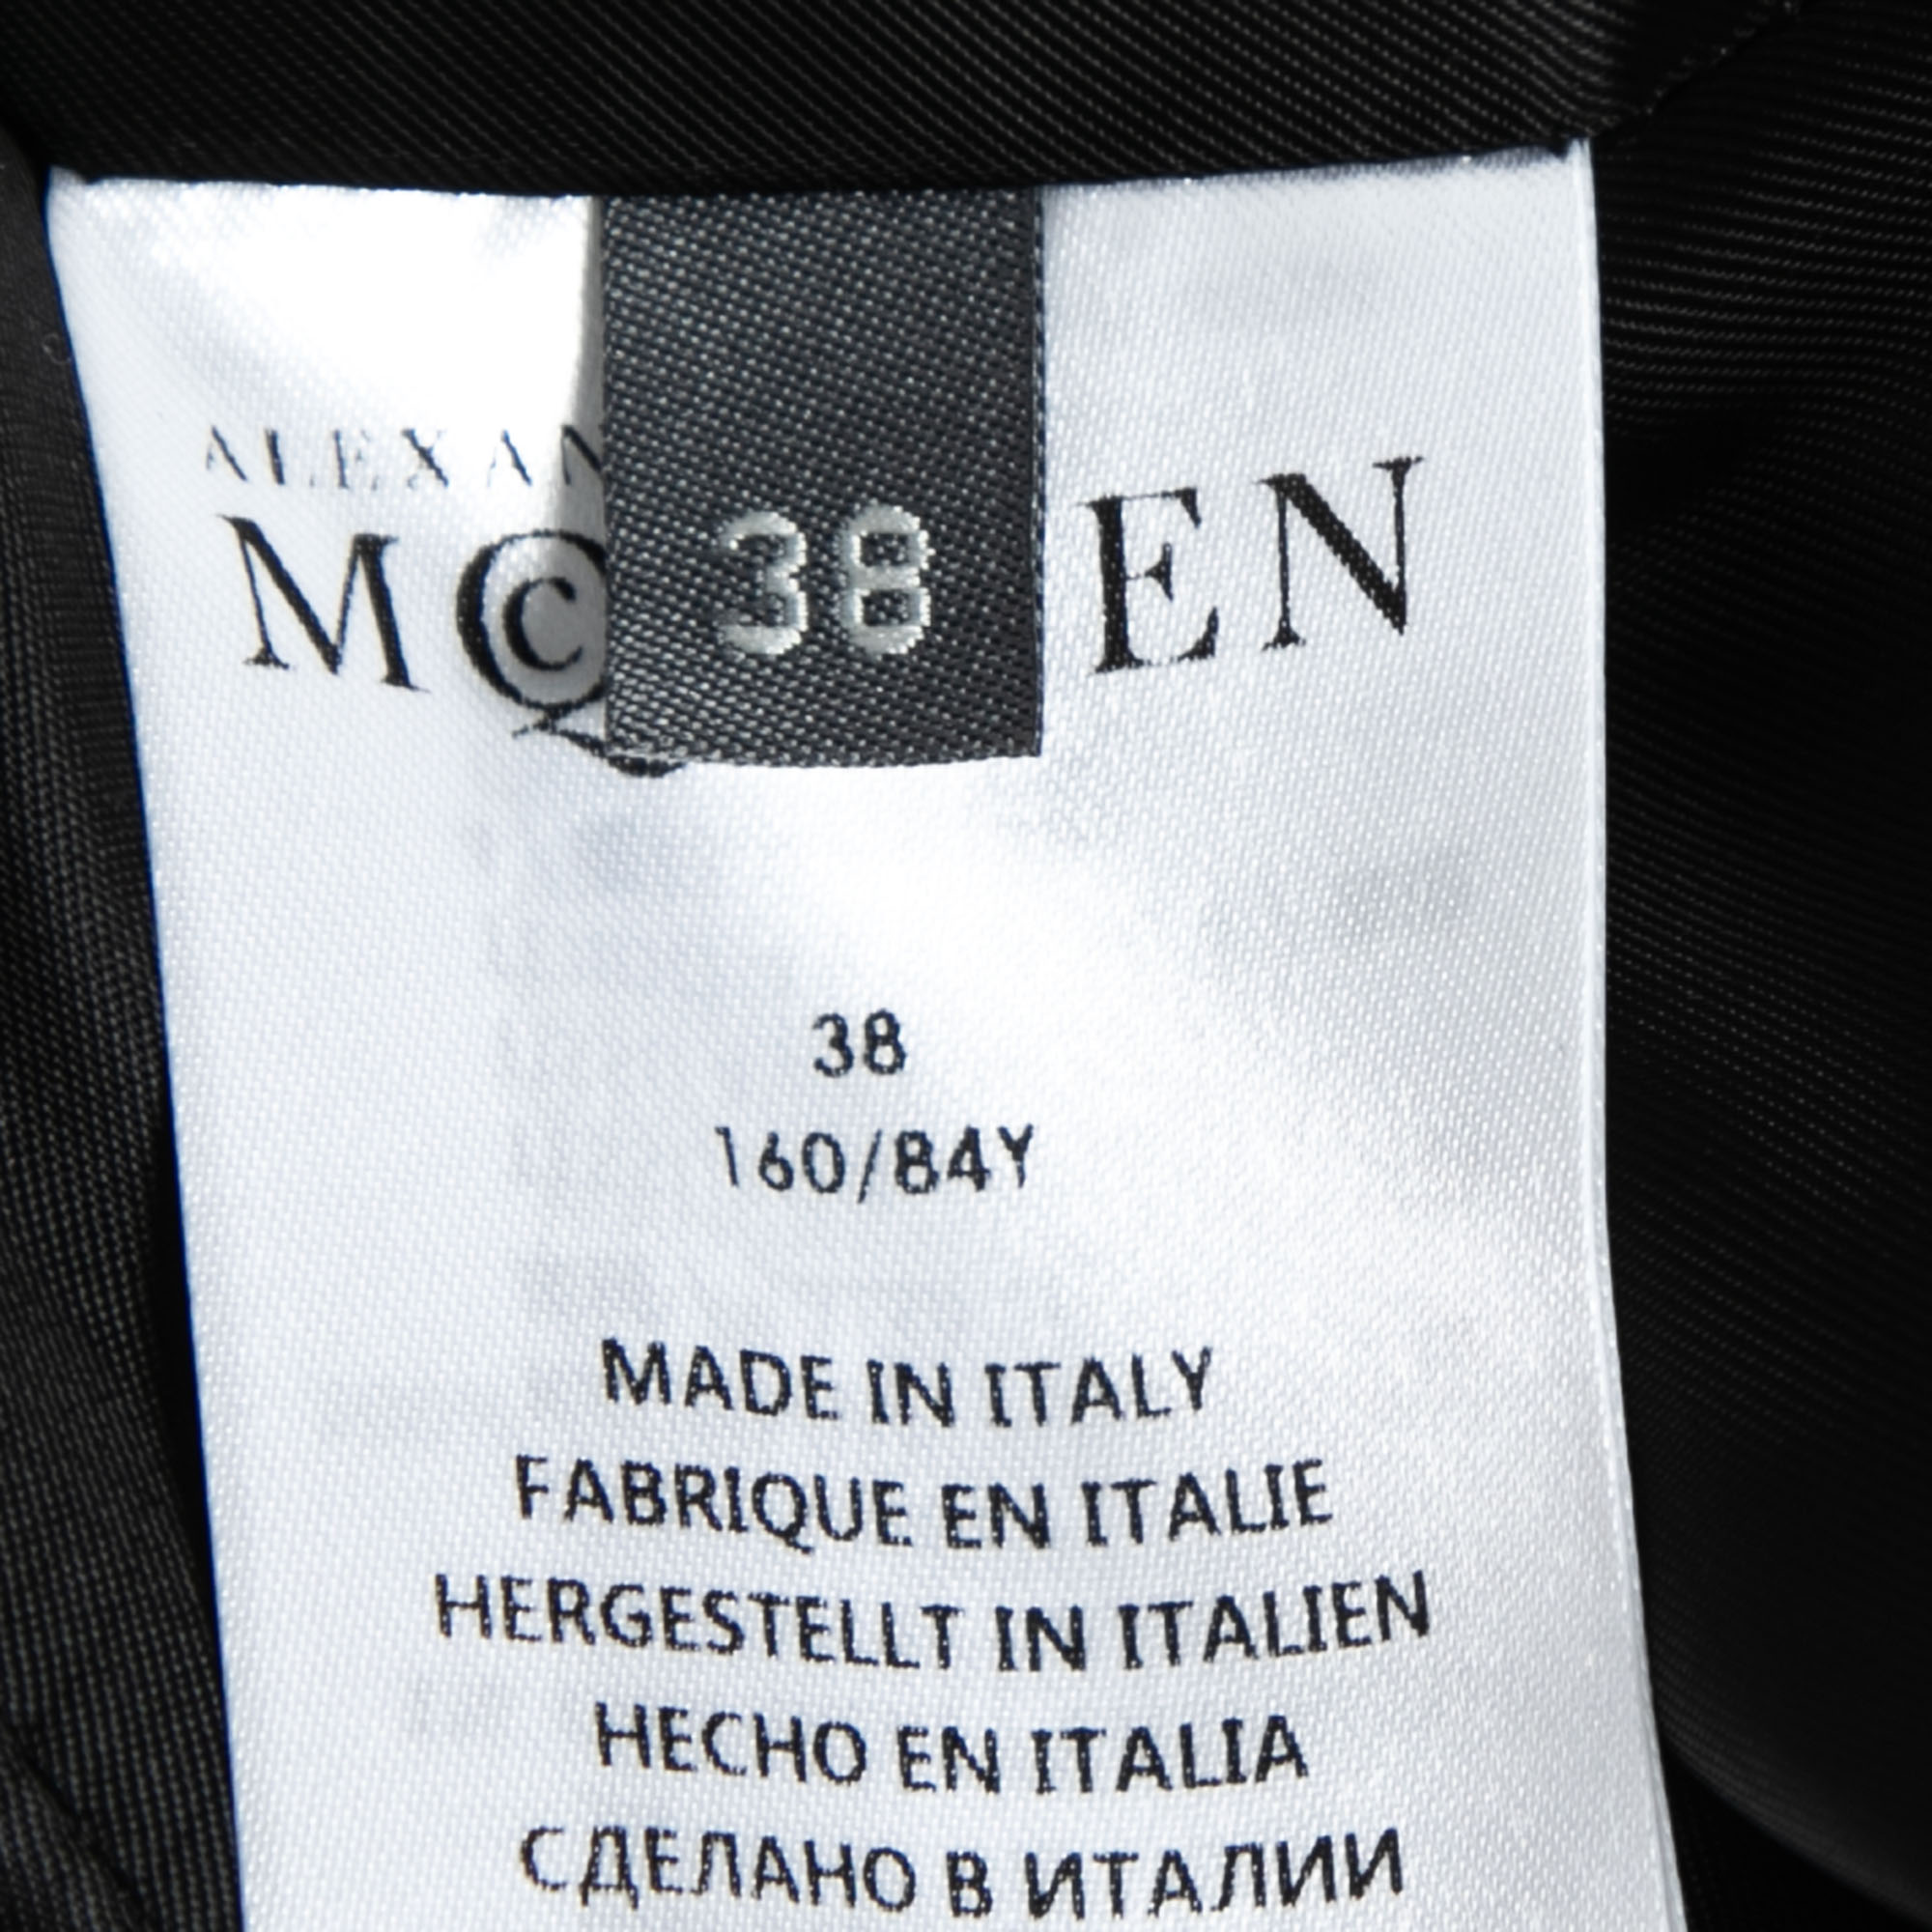 ALEXAN
MCQ EN
38
38
160/84Y
MADE IN ITALY
FABRIQUE EN ITALIE
HERGESTELLT IN ITALIEN
HECHO EN ITALIA
СДЕЛАНО В ИТАЛИИ